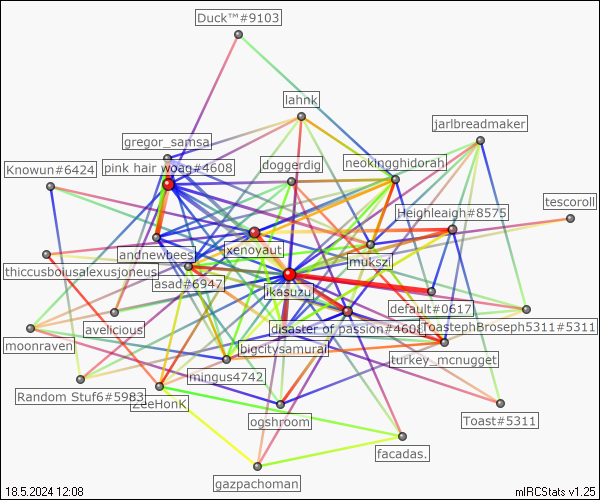 Duck™#9103
lahnk
jarlbreadmaker
gregor_samsa
Knowun#6424
pink hair woag#4608
doggerdig
neokingghidorah
tescoroll
Heighleaigh#8575
andnewbees
xenoyaut
mukszi
thiccusboiusalexusjoneus
asad#6947
ikasuzu
default#0617
avelicious
disaster of passion#4608
ToastephBroseph5311#5311
moonraven
bigcitysamurai
turkey_mcnugget
mingus4742
Random Stuf6#5983
ZeeHonK
ogshroom
Toast#5311
facadas.
gazpachoman
18.5.2024 12:08
mIRCStats v1.25